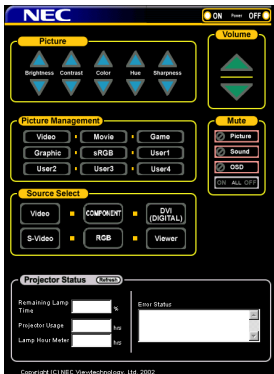 NEC
ON Power OFF
Picture
Volume
Brightness Contrast Color Hue Sharpness
Picture Management
Video Movie Game
Graphic sRGB User1
User2 User3 User4
Mute
Picture
Sound
OSD
ON ALL OFF
Source Select
Video COMPONENT DVI
(DIGITAL)
S-Video RGB Viewer
Projector Status (Refresh)
Remaining Lamp
Time %
Error Status
Projector Usage hrs
Lamp Hour Meter hrs
Copyright (C) NEC Viewtechnology, Ltd. 2002